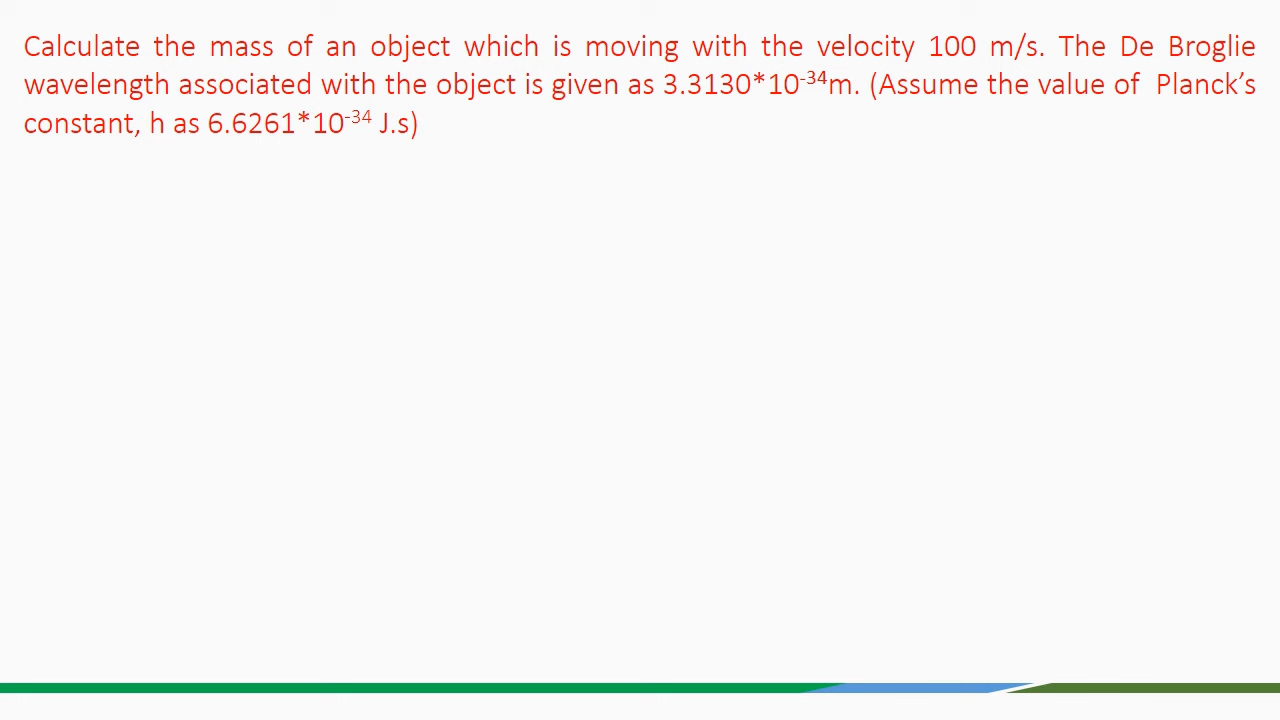 Calculate the mass of an object which is moving with the velocity 100 m/s. The De Broglie
wavelength associated with the object is given as 3.3130*10⁻³⁴m. (Assume the value of  Planck’s
constant, h as 6.6261*10⁻³⁴ J.s)